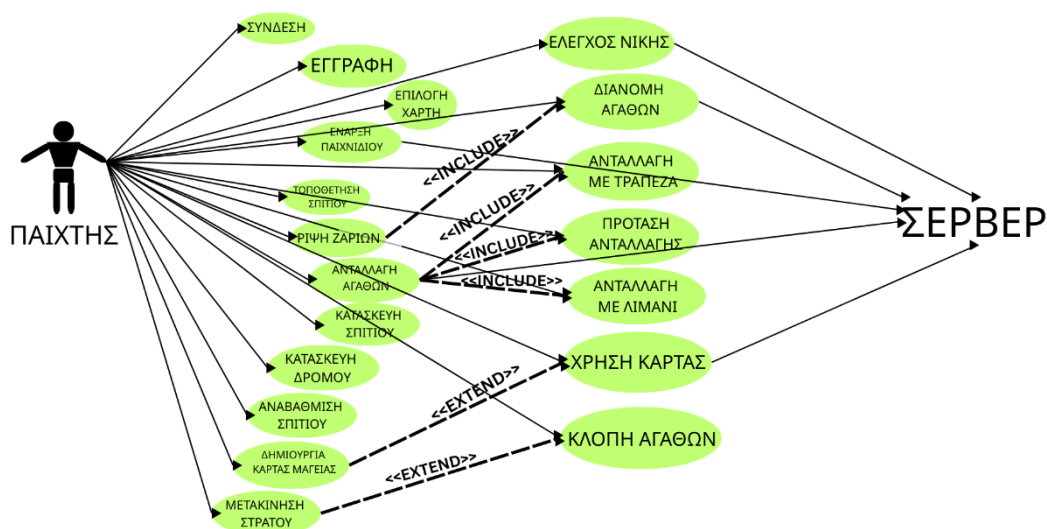 ΣΥΝΔΕΣΗ
ΕΓΓΡΑΦΗ
ΕΠΙΛΟΓΗ
ΧΑΡΤΗ
ΕΝΑΡΞΗ
ΠΑΙΧΝΙΔΙΟΥ
ΤΟΠΟΘΕΤΗΣΗ
ΣΠΙΤΙΟΥ
ΡΙΨΗ ΖΑΡΙΩΝ
ΑΝΤΑΛΛΑΓΗ
ΑΓΑΘΩΝ
ΚΑΤΑΣΚΕΥΗ
ΣΠΙΤΙΟΥ
ΚΑΤΑΣΚΕΥΗ
ΔΡΟΜΟΥ
ΑΝΑΒΑΘΜΙΣΗ
ΣΠΙΤΙΟΥ
ΔΗΜΙΟΥΡΓΙΑ
ΚΑΡΤΑΣ ΜΑΓΕΙΑΣ
ΜΕΤΑΚΙΝΗΣΗ
ΣΤΡΑΤΟΥ
ΠΑΙΧΤΗΣ
<<INCLUDE>>
<<INCLUDE>>
<<INCLUDE>>
<<INCLUDE>>
<<EXTEND>>
<<EXTEND>>
ΕΛΕΓΧΟΣ ΝΙΚΗΣ
ΔΙΑΝΟΜΗ
ΑΓΑΘΩΝ
ΑΝΤΑΛΛΑΓΗ
ΜΕ ΤΡΑΠΕΖΑ
ΠΡΟΤΑΣΗ
ΑΝΤΑΛΛΑΓΗΣ
ΑΝΤΑΛΛΑΓΗ
ΜΕ ΛΙΜΑΝΙ
ΧΡΗΣΗ ΚΑΡΤΑΣ
ΚΛΟΠΗ ΑΓΑΘΩΝ
ΣΕΡΒΕΡ